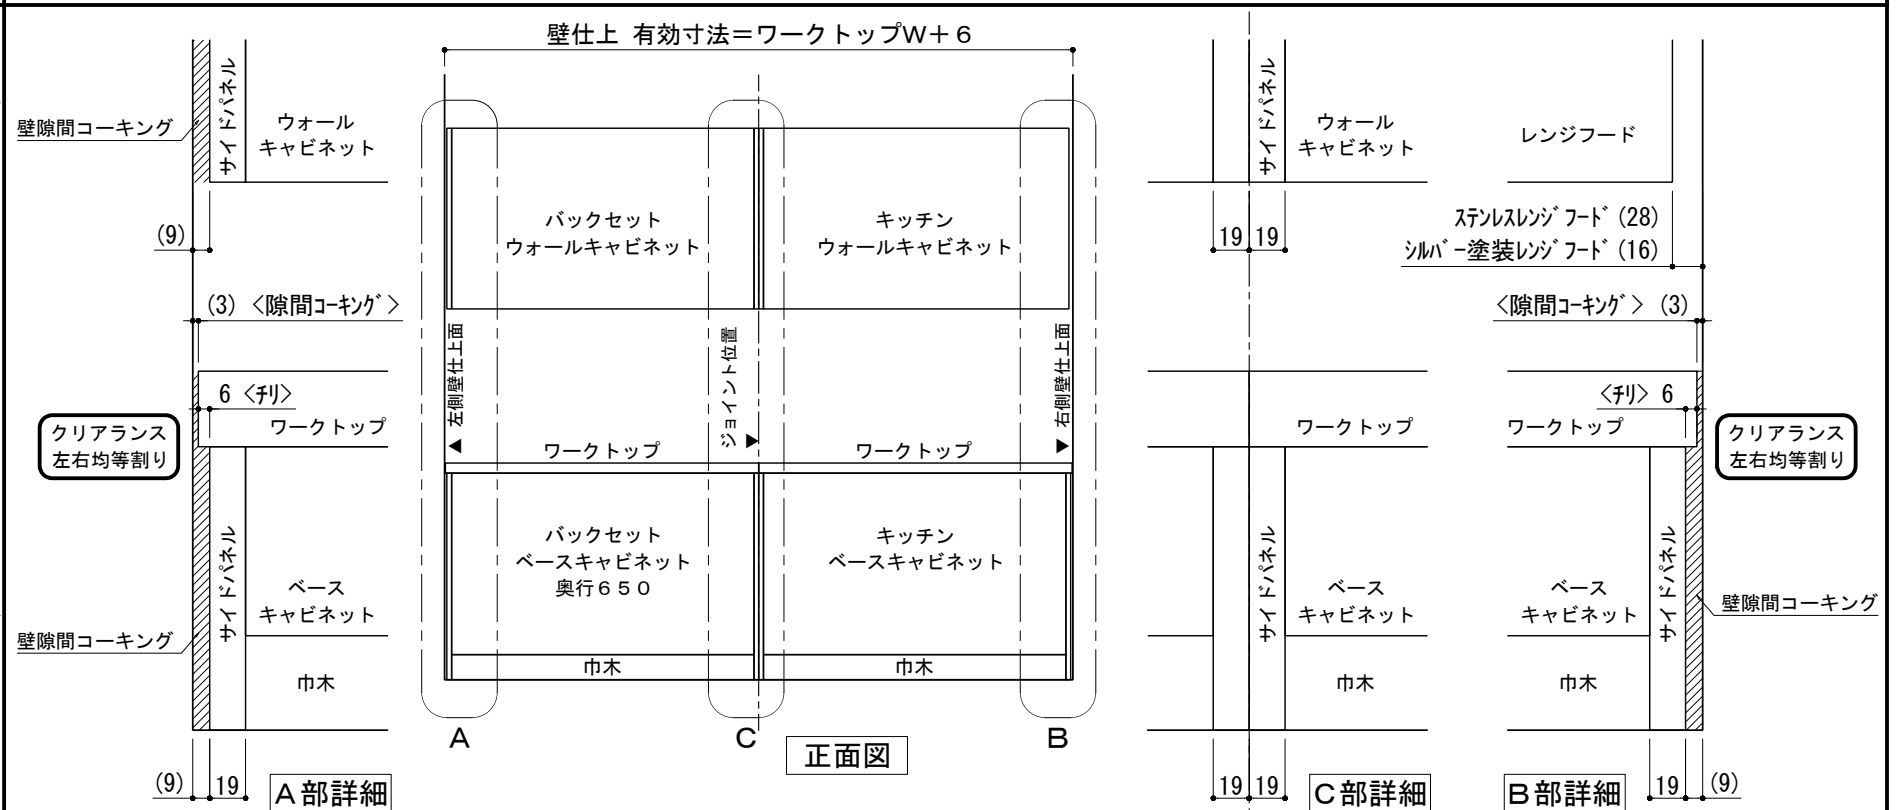 壁仕上 有効寸法＝ワークトップW＋６
壁隙間コーキング
サイドパネル
ウォール
キャビネット
(9)
(3) <隙間ｺｰｷﾝｸﾞ>
6 <ﾁﾘ>
ワークトップ
クリアランス
左右均等割り
サイドパネル
ベース
キャビネット
壁隙間コーキング
巾木
(9)
19
A部詳細
バックセット
ウォールキャビネット
キッチン
ウォールキャビネット
▲左側壁仕上面
ジョイント位置▼
▲右側壁仕上面
ワークトップ
ワークトップ
バックセット
ベースキャビネット
奥行６５０
キッチン
ベースキャビネット
巾木
巾木
A
C
B
正面図
サイドパネル
ウォール
キャビネット
19
19
ワークトップ
サイドパネル
ベース
キャビネット
巾木
19
19
C部詳細
レンジフード
ｽﾃﾝﾚｽﾚﾝｼﾞﾌｰﾄﾞ(28)
ｼﾙﾊﾞｰ塗装ﾚﾝｼﾞﾌｰﾄﾞ(16)
<隙間ｺｰｷﾝｸﾞ> (3)
<ﾁﾘ> 6
ワークトップ
クリアランス
左右均等割り
ベース
キャビネット
サイドパネル
壁隙間コーキング
巾木
B部詳細
19
(9)